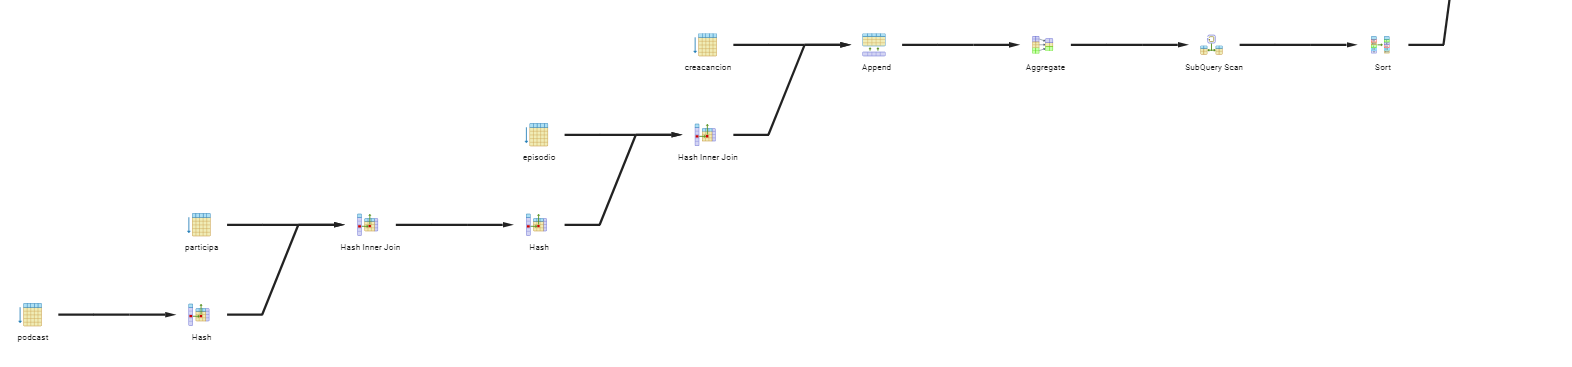 creacancion
Append
Aggregate
SubQuery Scan
Sort
episodio
Hash Inner Join
participa
Hash Inner Join
Hash
podcast
Hash